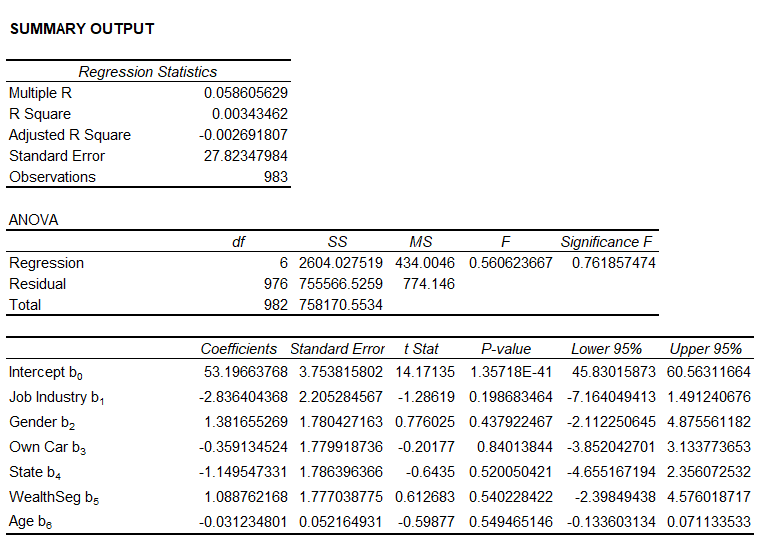 SUMMARY OUTPUT
Regression Statistics
Multiple R 0.058605629
R Square 0.00343462
Adjusted R Square -0.002691807
Standard Error 27.82347984
Observations 983
ANOVA
df SS MS F Significance F
Regression 6 2604.027519 434.0046 0.560623667 0.761857474
Residual 976 755566.5259 774.146
Total 982 758170.5534
Coefficients Standard Error t Stat P-value Lower 95% Upper 95%
Intercept b₀ 53.19663768 3.753815802 14.17135 1.35718E-41 45.83015873 60.56311664
Job Industry b₁ -2.836404368 2.205284567 -1.28619 0.198683464 -7.164049413 1.491240676
Gender b₂ 1.381655269 1.780427163 0.776025 0.437922467 -2.112250645 4.875561182
Own Car b₃ -0.359134524 1.779918736 -0.20177 0.84013844 -3.852042701 3.133773653
State b₄ -1.149547331 1.786396366 -0.6435 0.520050421 -4.655167194 2.356072532
WealthSeg b₅ 1.088762168 1.777038775 0.612683 0.540228422 -2.39849438 4.576018717
Age b₆ -0.031234801 0.052164931 -0.59877 0.549465146 -0.133603134 0.071133533